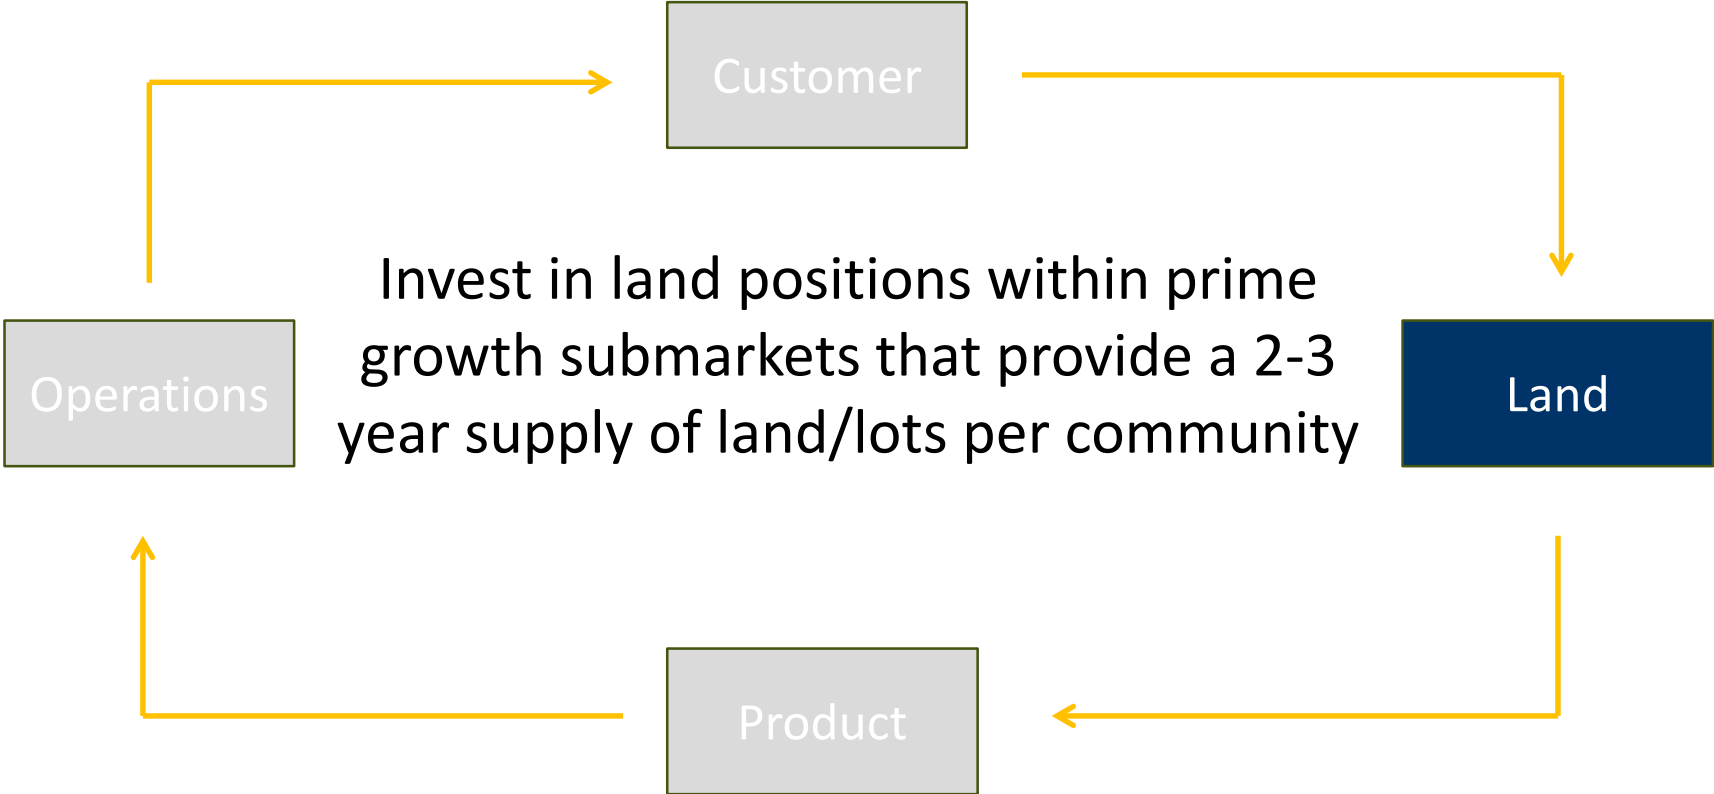 Customer
Invest in land positions within prime
growth submarkets that provide a 2-3
year supply of land/lots per community
Operations
Land
Product